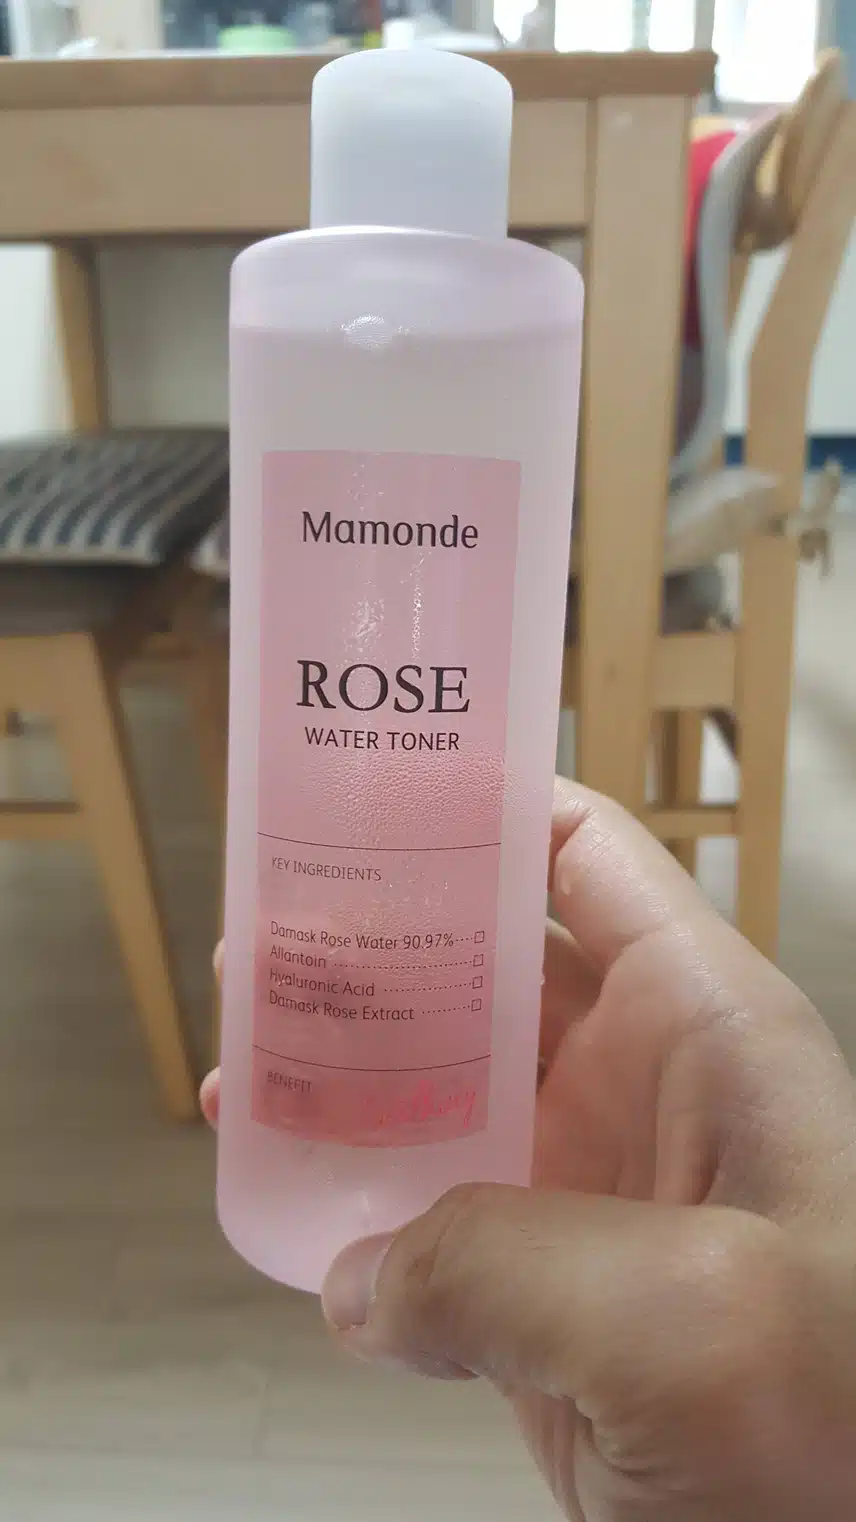 Mamonde
ROSE
WATER TONER
KEY INGREDIENTS
Damask Rose Water 90.97%
Allantoin
Hyaluronic Acid
Damask Rose Extract
BENEFIT